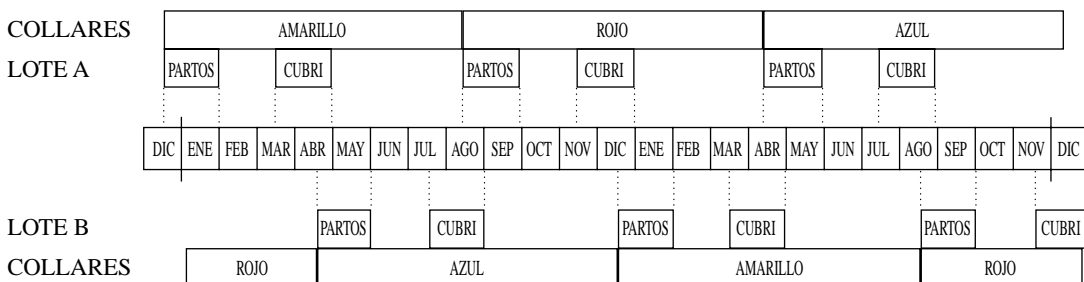 COLLARES AMARILLO ROJO AZUL
LOTE A PARTOS CUBRI PARTOS CUBRI PARTOS CUBRI
DIC ENE FEB MAR ABR MAY JUN JUL AGO SEP OCT NOV DIC ENE FEB MAR ABR MAY JUN JUL AGO SEP OCT NOV DIC
LOTE B PARTOS CUBRI PARTOS CUBRI PARTOS CUBRI
COLLARES ROJO AZUL AMARILLO ROJO